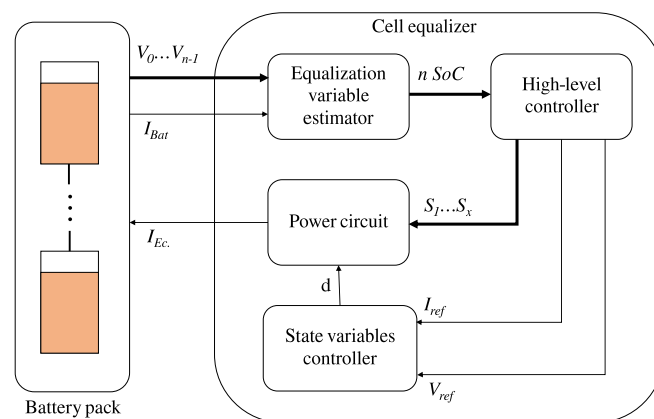 Cell equalizer
V0…Vn-1
Equalization
variable
estimator
n SoC
High-level
controller
IBat
S1…Sx
Power circuit
IEc.
d
Iref
State variables
controller
Vref
Battery pack